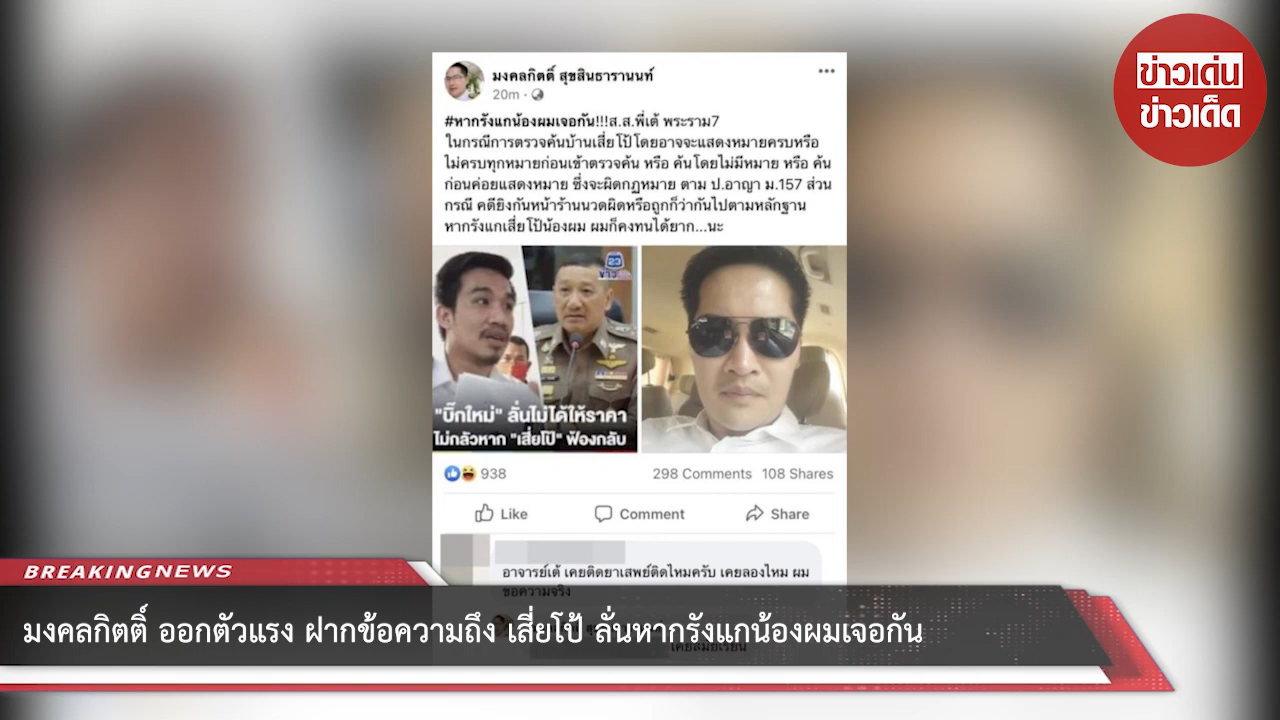 ข่าวเด่น
ข่าวเด็ด
มงคลกิตติ์ สุขสินธารานนท์
20m ·
#หากรังแกน้องผมเจอกัน!!!ส.ส.พี่เต้ พระราม7
ในกรณีการตรวจค้นบ้านเสี่ยโป้ โดยอาจจะแสดงหมายครบหรือ
ไม่ครบทุกหมายก่อนเข้าตรวจค้น หรือ ค้นโดยไม่มีหมาย หรือ ค้น
ก่อนค่อยแสดงหมาย ซึ่งจะผิดกฏหมาย ตาม ป.อาญา ม.157 ส่วน
กรณี คดียิงกันหน้าร้านนวดผิดหรือถูกก็ว่ากันไปตามหลักฐาน
หากรังแกเสี่ยโป้น้องผม ผมก็คงทนได้ยาก...นะ
23
"บิ๊กใหม่" ลั่นไม่ได้ให้ราคา
ไม่กลัวหาก "เสี่ยโป้" ฟ้องกลับ
938 298 Comments 108 Shares
Like Comment Share
อาจารย์เต้ เคยติดยาเสพย์ติดไหมครับ เคยลองไหม ผม
ขอความจริง
BREAKINGNEWS
มงคลกิตติ์ ออกตัวแรง ฝากข้อความถึง เสี่ยโป้ ลั่นหากรังแกน้องผมเจอกัน
เคยสมัยเรียน